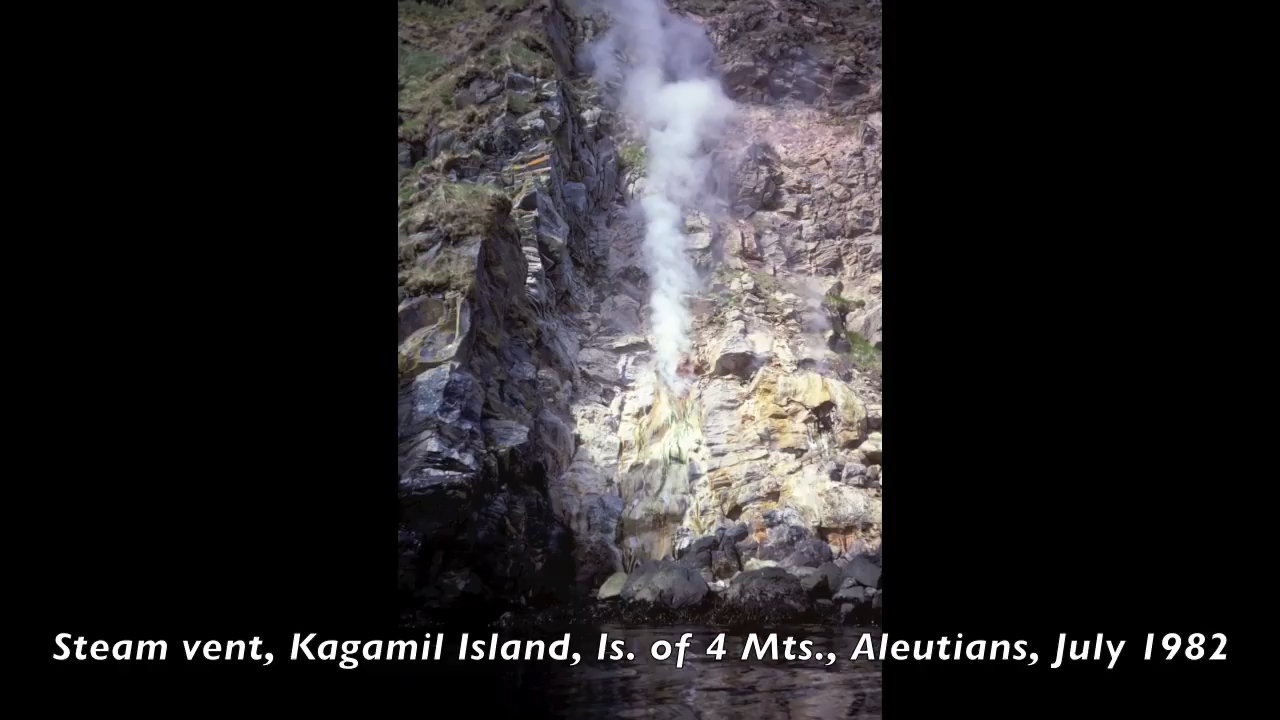 Steam vent, Kagamil Island, Is. of 4 Mts., Aleutians, July 1982